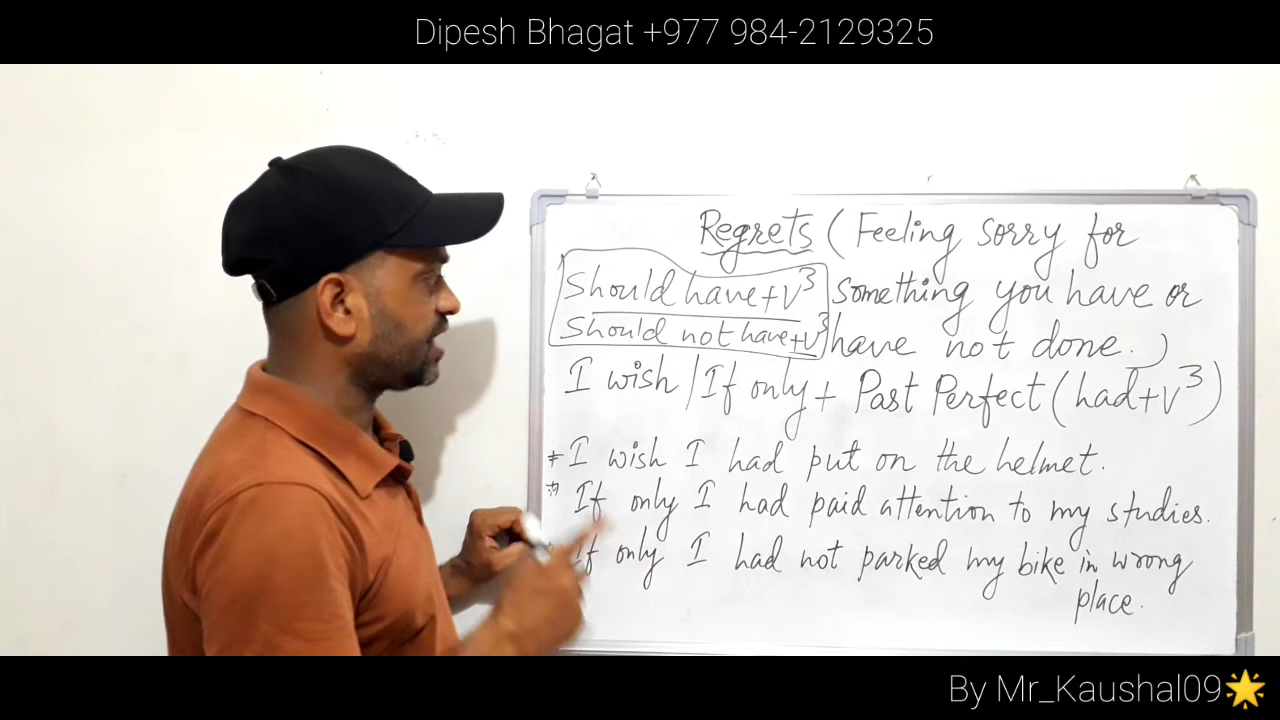 Dipesh Bhagat +977 984-2129325
Regrets (Feeling sorry for
Should have+V³ something you have or
Should not have+V³ have not done.)
I wish / If only + Past Perfect (had+V³)
* I wish I had put on the helmet.
* If only I had paid attention to my studies.
If only I had not parked my bike in wrong
place.
By Mr_Kaushal09🌟